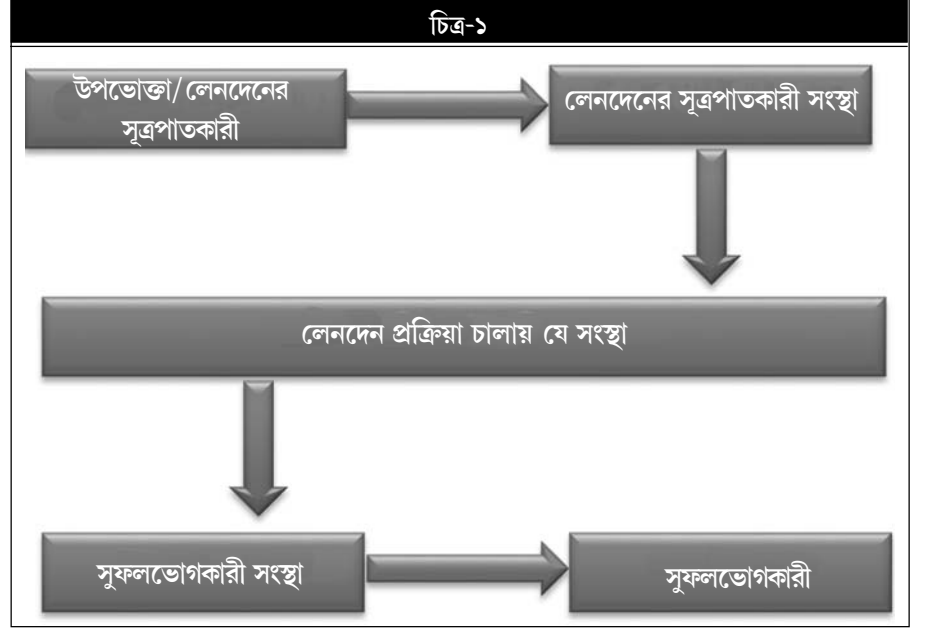 চিত্র-১
উপভোক্তা/লেনদেনের
সূত্রপাতকারী
লেনদেনের সূত্রপাতকারী সংস্থা
লেনদেন প্রক্রিয়া চালায় যে সংস্থা
সুফলভোগকারী সংস্থা
সুফলভোগকারী